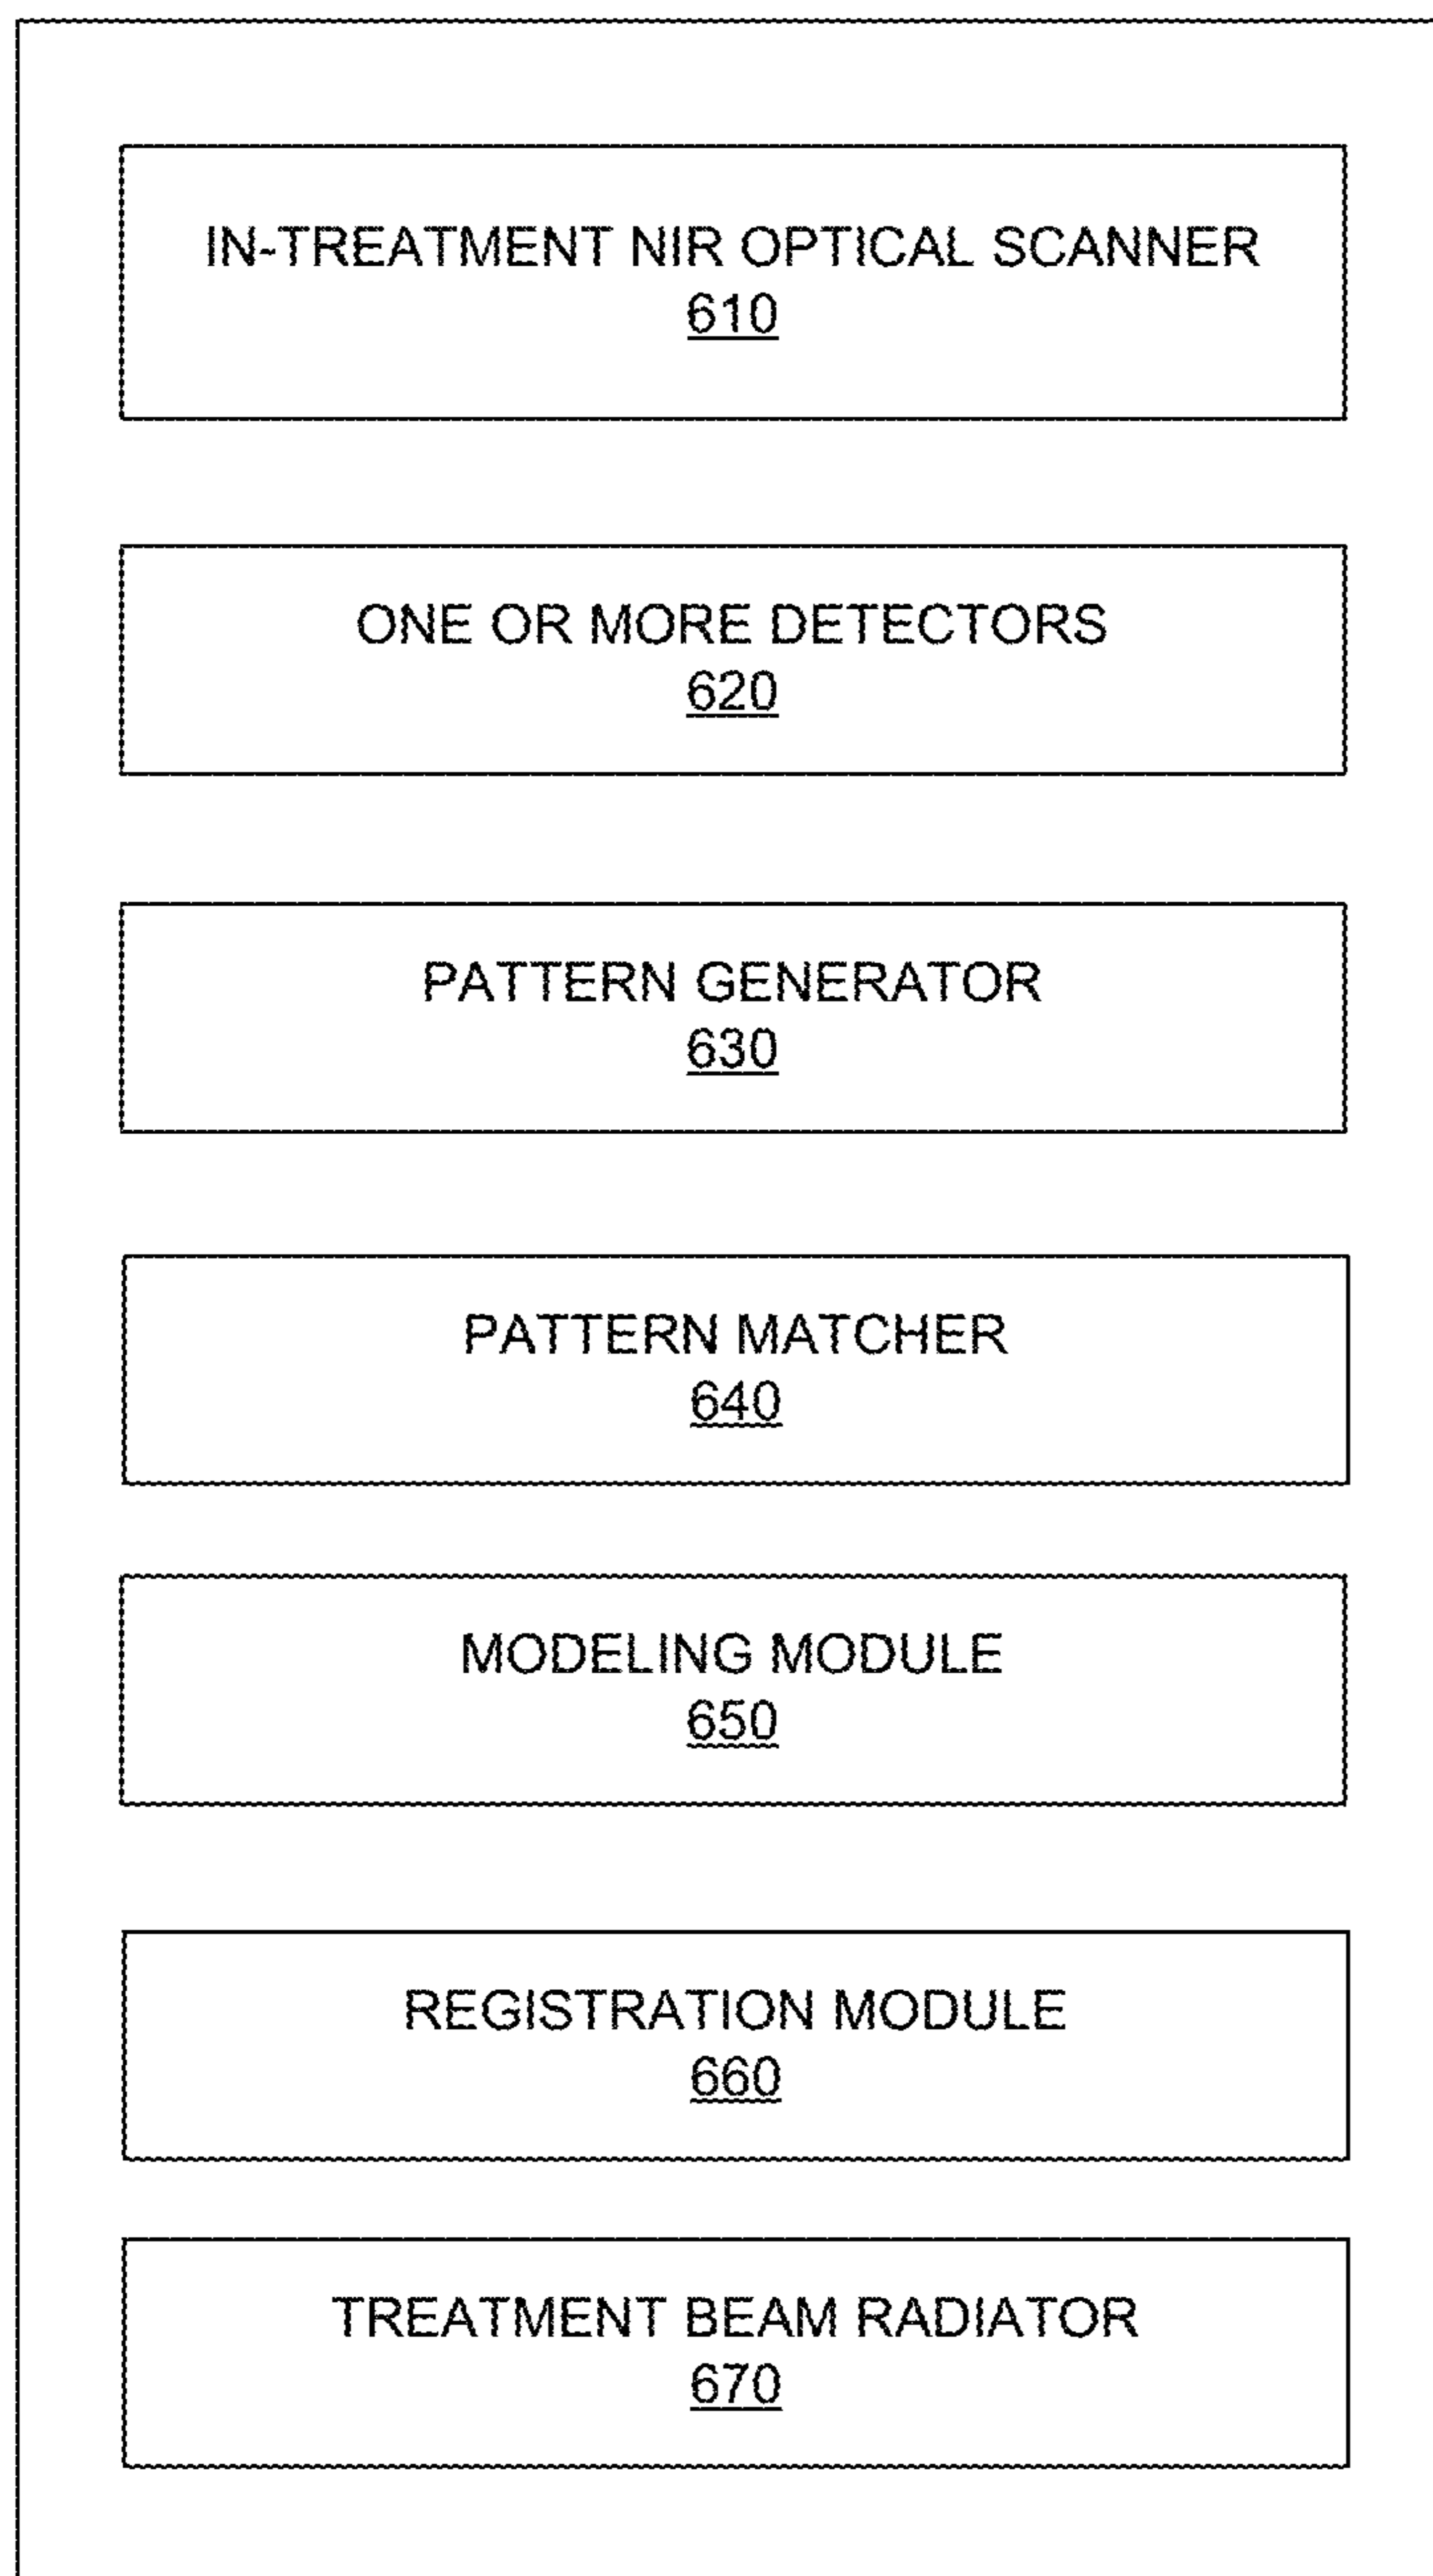 IN-TREATMENT NIR OPTICAL SCANNER
610
ONE OR MORE DETECTORS
620
PATTERN GENERATOR
630
PATTERN MATCHER
640
MODELING MODULE
650
REGISTRATION MODULE
660
TREATMENT BEAM RADIATOR
670